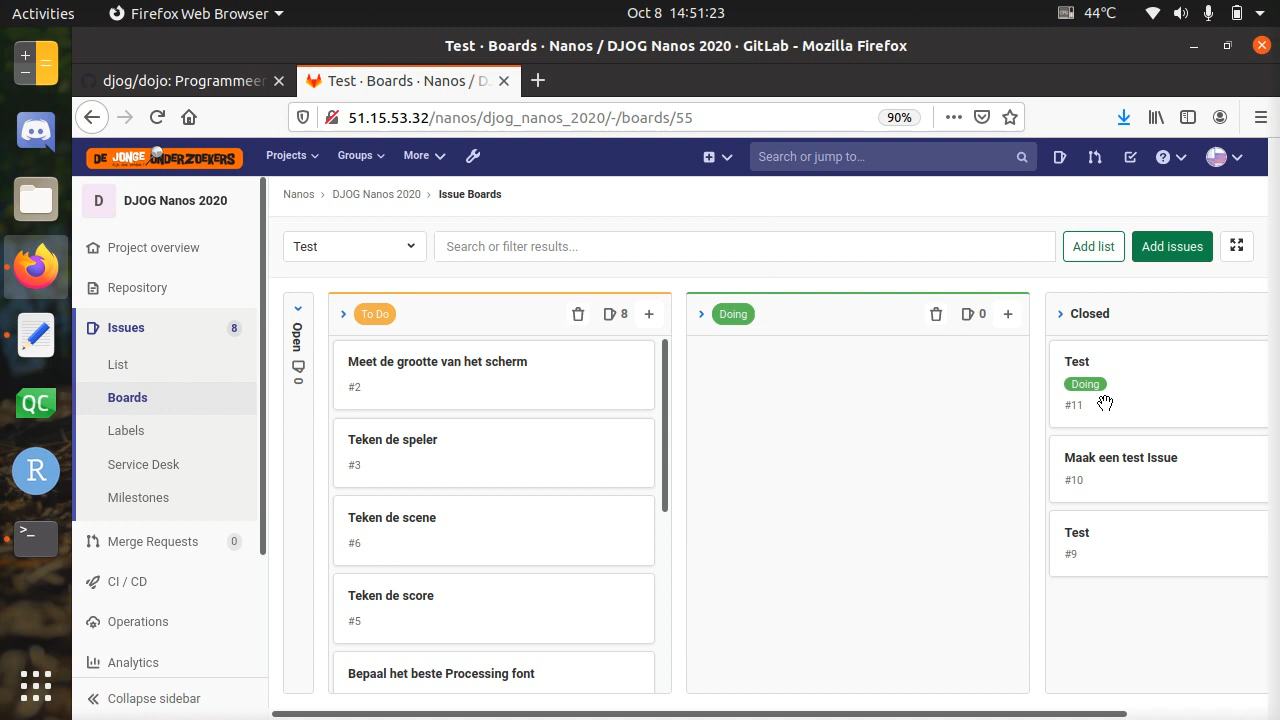 Activities
Firefox Web Browser
Oct 8 14:51:23
44°C
Test · Boards · Nanos / DJOG Nanos 2020 · GitLab - Mozilla Firefox
djog/dojo: Programmeer
Test · Boards · Nanos / D
51.15.53.32/nanos/djog_nanos_2020/-/boards/55
90%
DE JONGE ONDERZOEKERS
Projects
Groups
More
Search or jump to...
D
DJOG Nanos 2020
Nanos › DJOG Nanos 2020 › Issue Boards
Project overview
Repository
Issues
8
List
Boards
Labels
Service Desk
Milestones
Merge Requests
0
CI / CD
Operations
Analytics
Collapse sidebar
Test
Search or filter results...
Add list
Add issues
Open
0
To Do
8
Meet de grootte van het scherm
#2
Teken de speler
#3
Teken de scene
#6
Teken de score
#5
Bepaal het beste Processing font
Doing
0
Closed
Test
Doing
#11
Maak een test Issue
#10
Test
#9
QC
R
>_